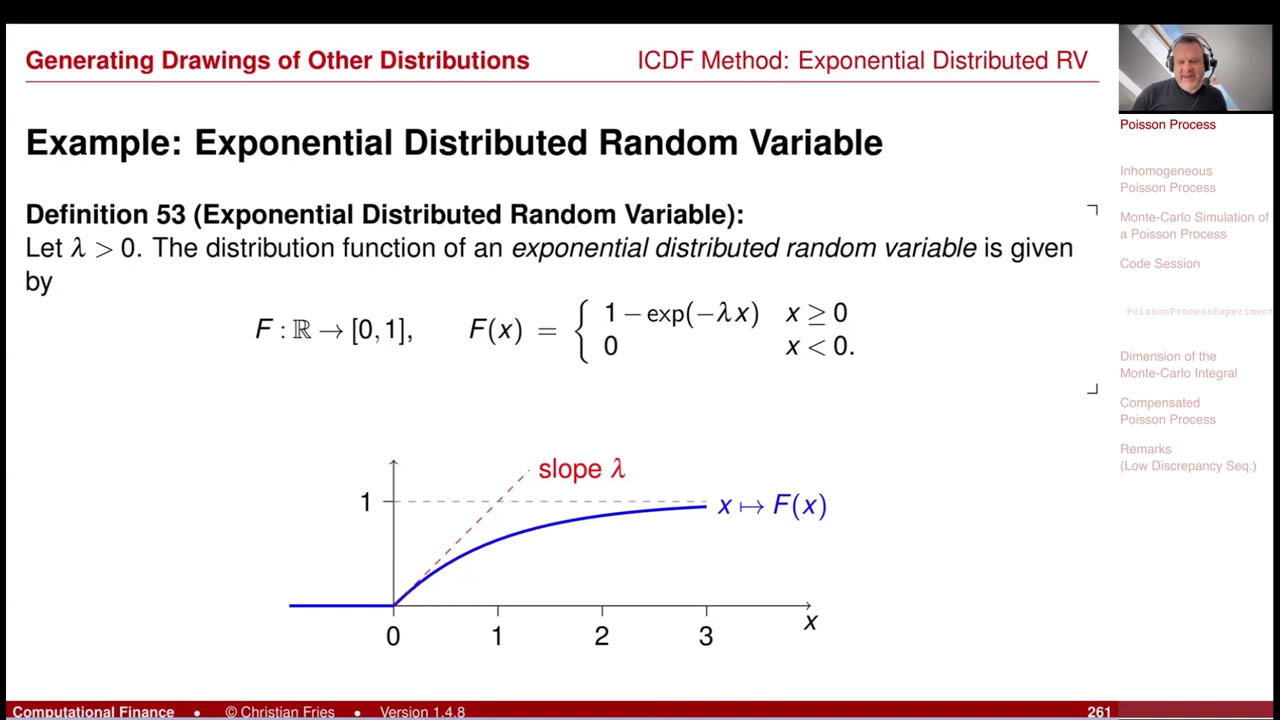 Generating Drawings of Other Distributions
ICDF Method: Exponential Distributed RV
Example: Exponential Distributed Random Variable
Definition 53 (Exponential Distributed Random Variable):
Let λ > 0. The distribution function of an exponential distributed random variable is given
by
F : ℝ → [0,1], F(x) = { 1 − exp(−λx) x ≥ 0
0 x < 0.
slope λ
1
x ↦ F(x)
0 1 2 3 x
Poisson Process
Inhomogeneous
Poisson Process
Monte-Carlo Simulation of
a Poisson Process
Code Session
PoissonProcessExperiment
Dimension of the
Monte-Carlo Integral
Compensated
Poisson Process
Remarks
(Low Discrepancy Seq.)
Computational Finance • © Christian Fries • Version 1.4.8 261